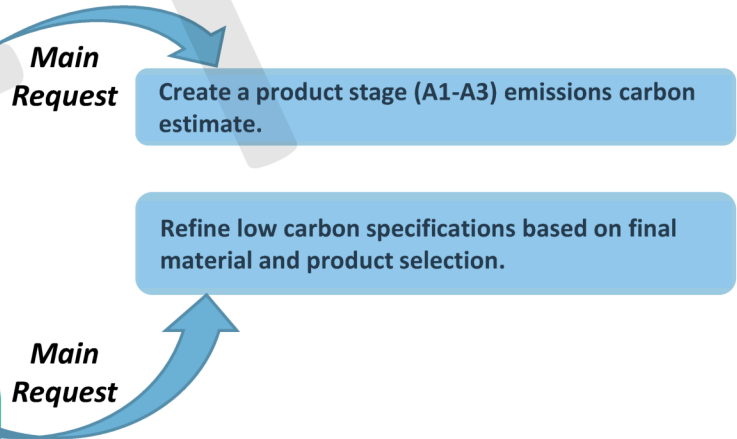 Main
Request
Create a product stage (A1-A3) emissions carbon
estimate.
Refine low carbon specifications based on final
material and product selection.
Main
Request